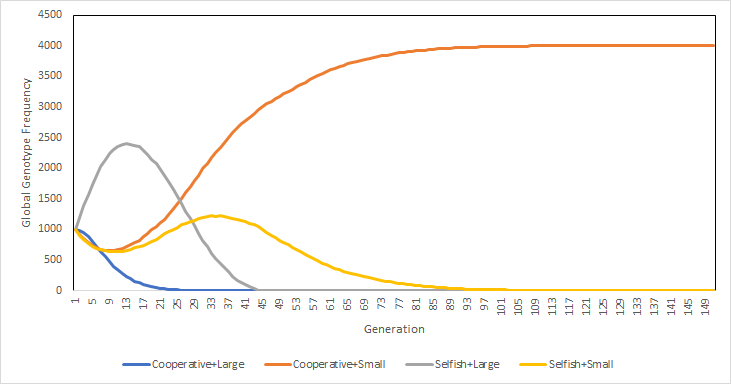 4500
4000
3500
3000
2500
2000
1500
1000
500
0
Global Genotype Frequency
1 5 9 13 17 21 25 29 33 37 41 45 49 53 57 61 65 69 73 77 81 85 89 93 97 101 105 109 113 117 121 125 129 133 137 141 145 149
Generation
Cooperative+Large Cooperative+Small Selfish+Large Selfish+Small